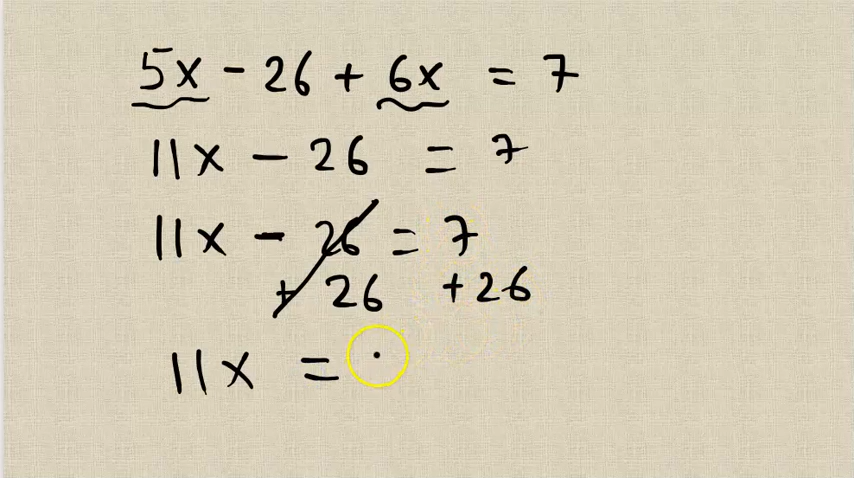 5x - 26 + 6x = 7
11x - 26 = 7
11x - 26 = 7
+ 26 +26
11x =